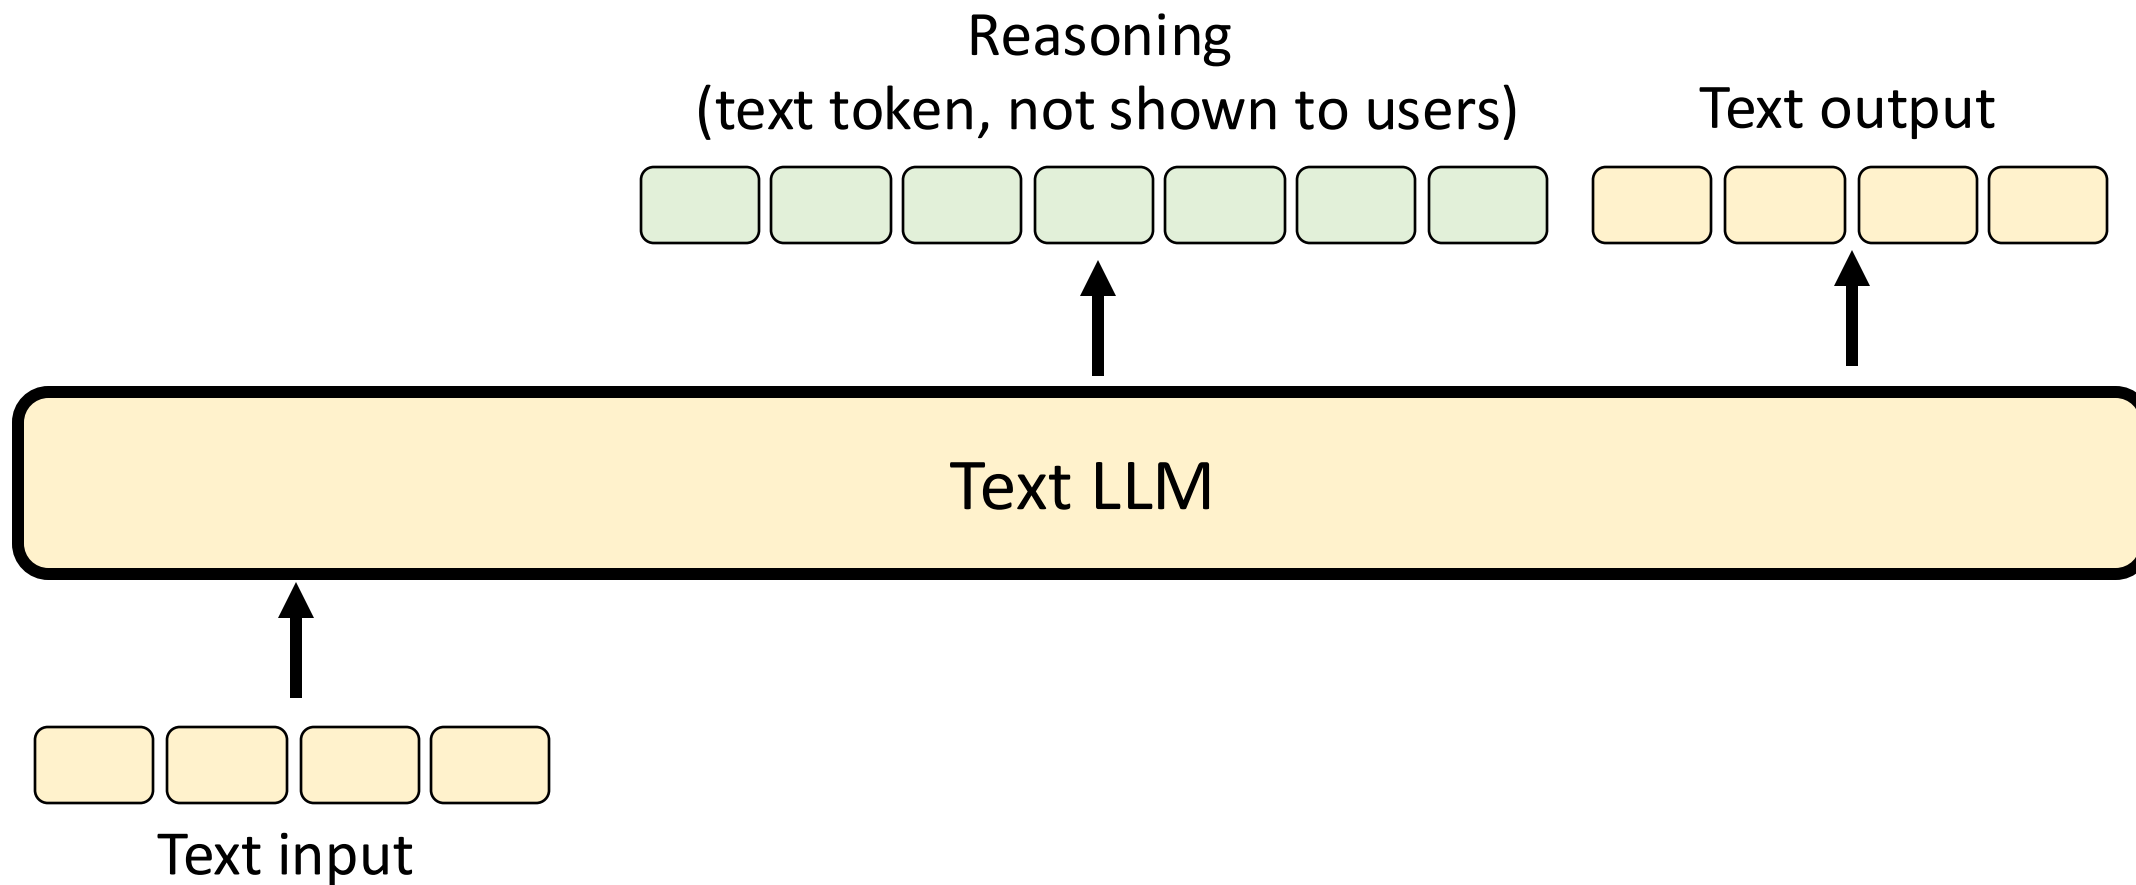 Reasoning
(text token, not shown to users)
Text output
Text LLM
Text input